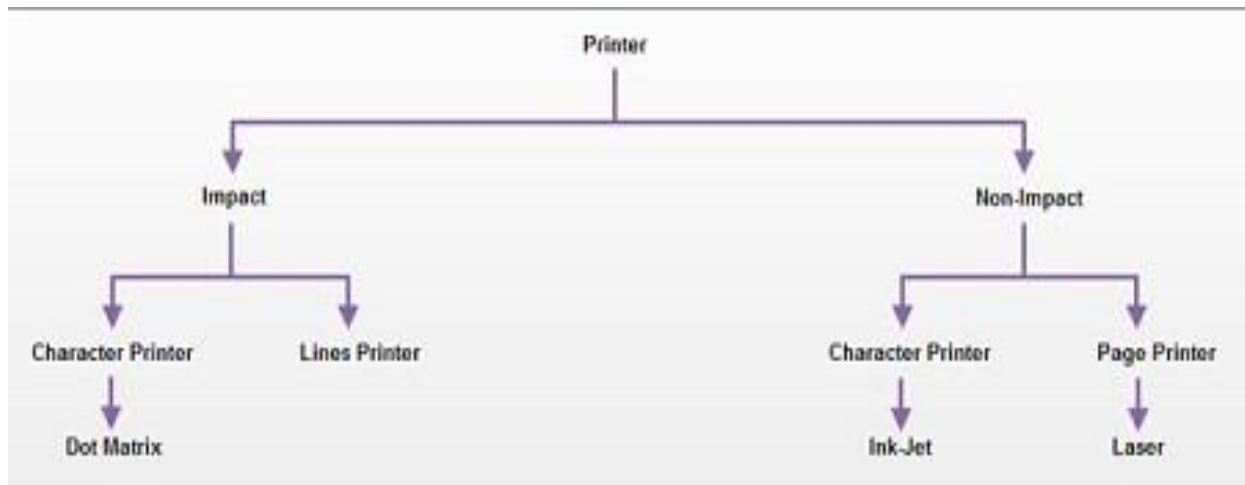 Printer
Impact
Non-Impact
Character Printer
Lines Printer
Character Printer
Page Printer
Dot Matrix
Ink-Jet
Laser